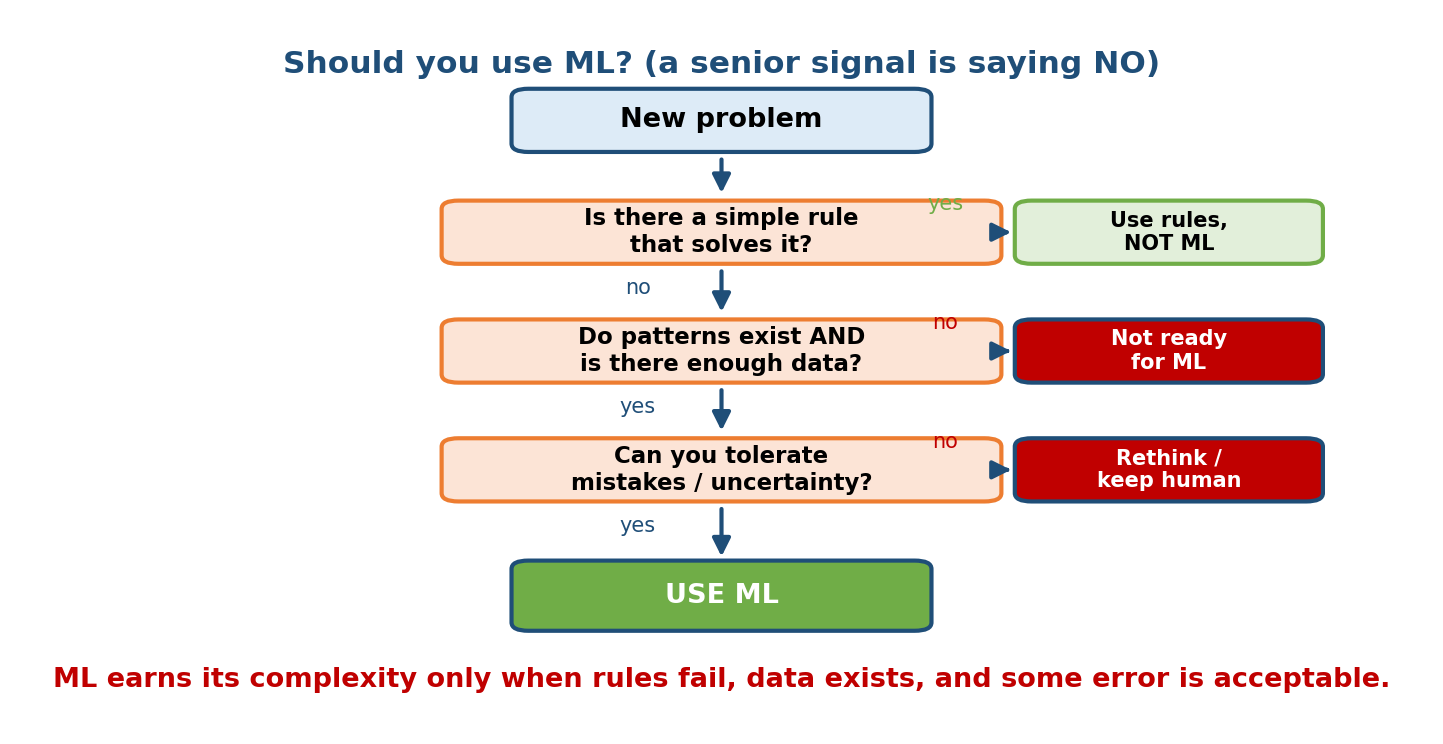 Should you use ML? (a senior signal is saying NO)
New problem
Is there a simple rule
that solves it?
yes
Use rules,
NOT ML
no
Do patterns exist AND
is there enough data?
no
Not ready
for ML
yes
Can you tolerate
mistakes / uncertainty?
no
Rethink /
keep human
yes
USE ML
ML earns its complexity only when rules fail, data exists, and some error is acceptable.